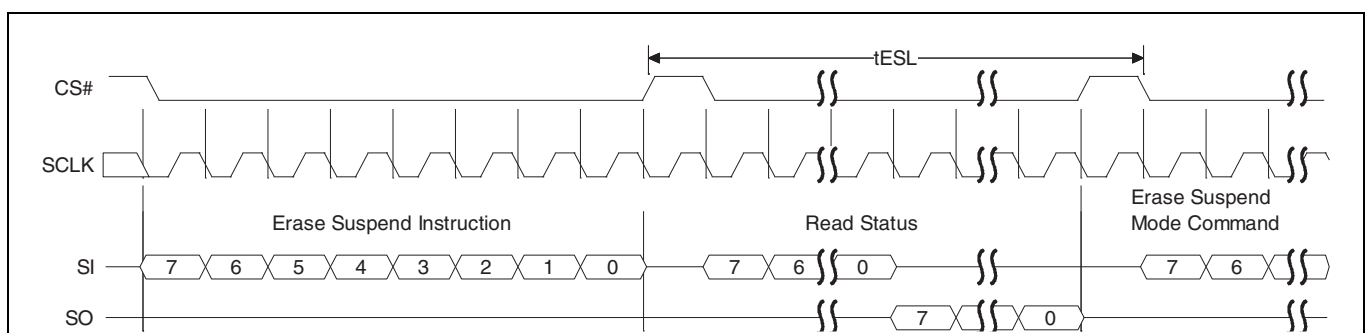 tESL
CS#
SCLK
Erase Suspend Instruction
Read Status
Erase Suspend
Mode Command
SI 7 6 5 4 3 2 1 0 7 6 0 7 6
SO 7 0